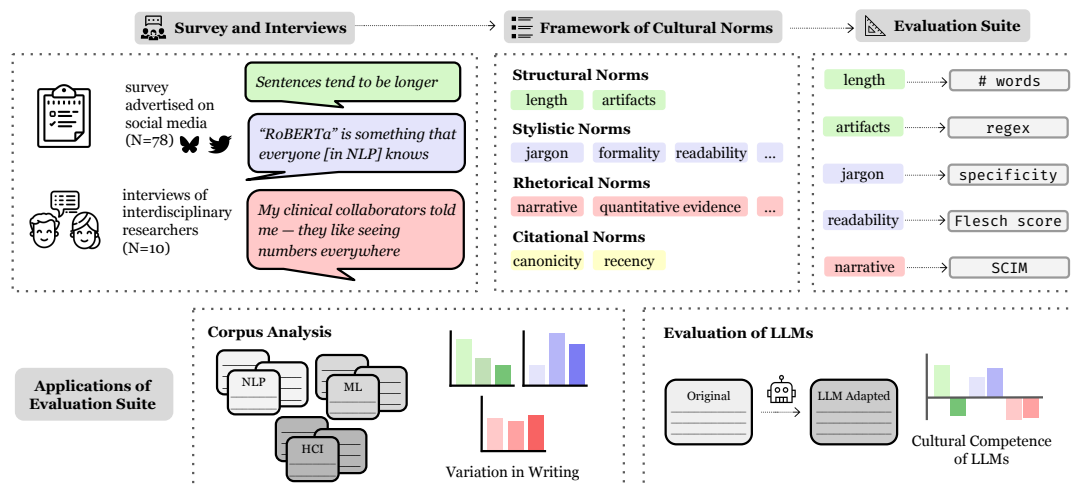 Survey and Interviews
Framework of Cultural Norms
Evaluation Suite
survey
advertised on
social media
(N=78)
Sentences tend to be longer
“RoBERTa” is something that
everyone [in NLP] knows
interviews of
interdisciplinary
researchers
(N=10)
My clinical collaborators told
me — they like seeing
numbers everywhere
Structural Norms
length artifacts
Stylistic Norms
jargon formality readability ...
Rhetorical Norms
narrative quantitative evidence ...
Citational Norms
canonicity recency
length # words
artifacts regex
jargon specificity
readability Flesch score
narrative SCIM
Applications of
Evaluation Suite
Corpus Analysis
NLP
ML
HCI
Variation in Writing
Evaluation of LLMs
Original
LLM Adapted
Cultural Competence
of LLMs